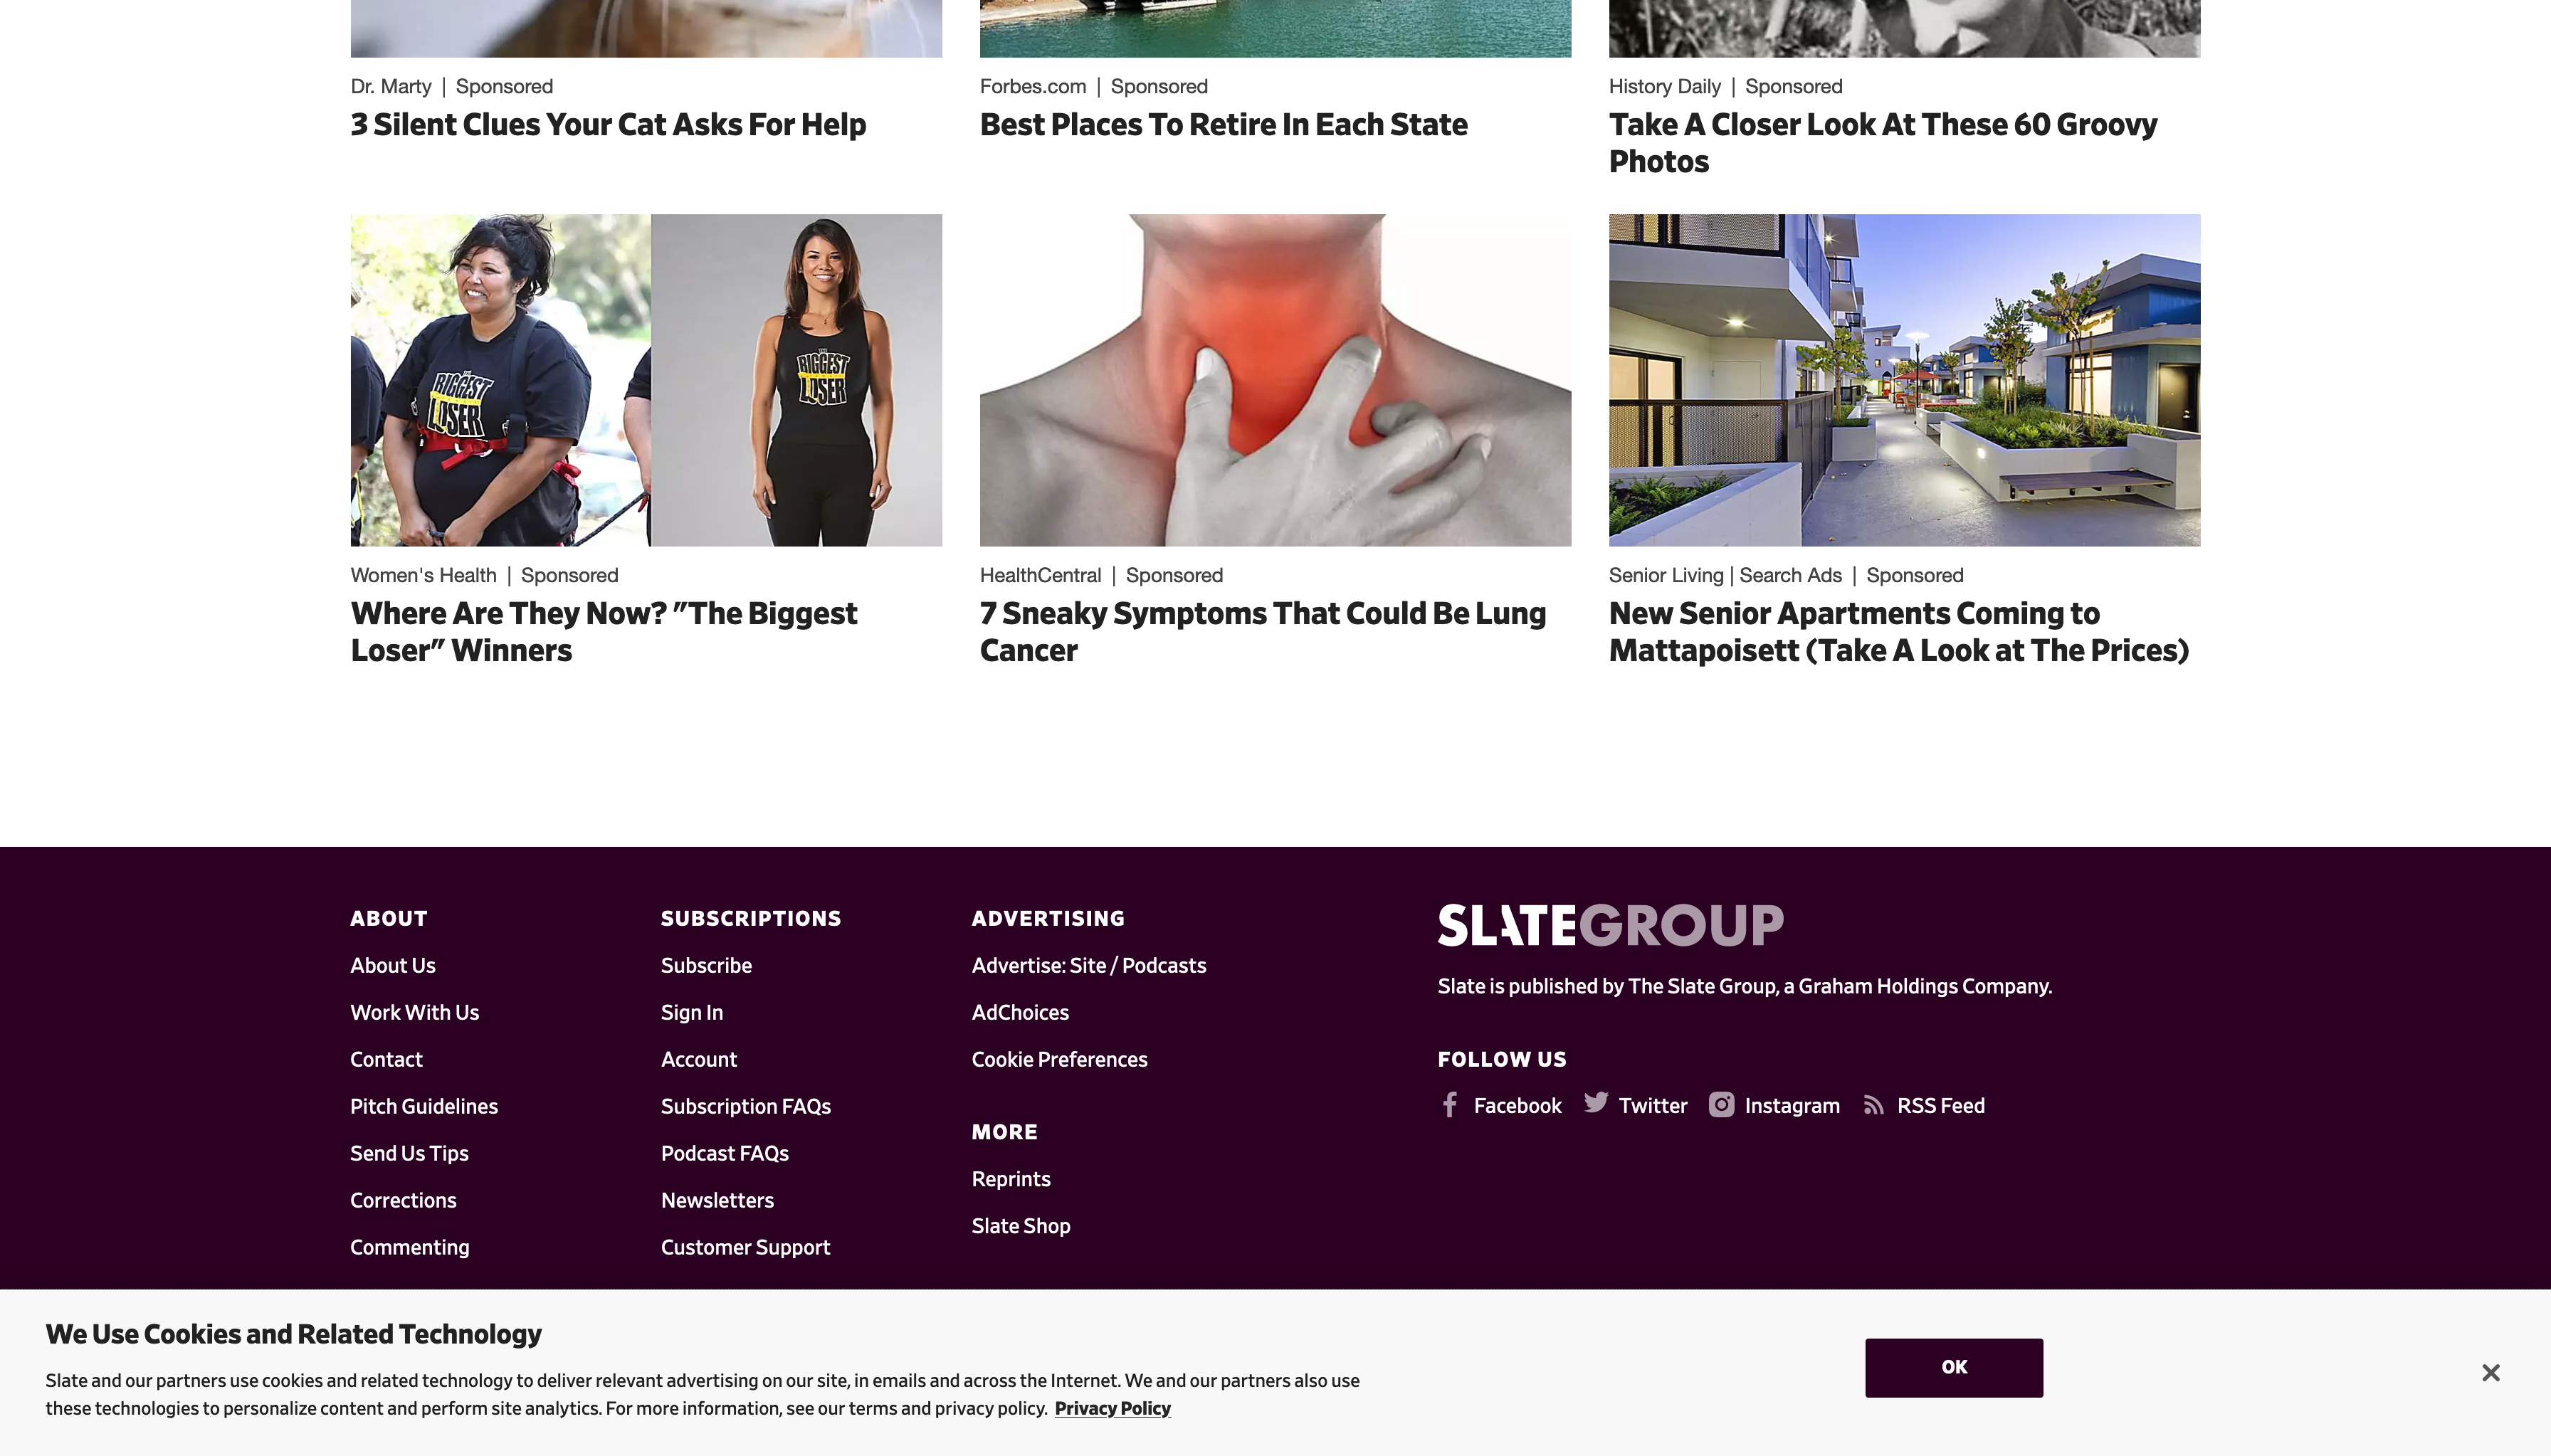 Dr. Marty | Sponsored
3 Silent Clues Your Cat Asks For Help
Forbes.com | Sponsored
Best Places To Retire In Each State
History Daily | Sponsored
Take A Closer Look At These 60 Groovy
Photos
THE
BIGGEST
LOSER
THE
BIGGEST
LOSER
Women's Health | Sponsored
Where Are They Now? "The Biggest
Loser" Winners
HealthCentral | Sponsored
7 Sneaky Symptoms That Could Be Lung
Cancer
Senior Living | Search Ads | Sponsored
New Senior Apartments Coming to
Mattapoisett (Take A Look at The Prices)
ABOUT
About Us
Work With Us
Contact
Pitch Guidelines
Send Us Tips
Corrections
Commenting
SUBSCRIPTIONS
Subscribe
Sign In
Account
Subscription FAQs
Podcast FAQs
Newsletters
Customer Support
ADVERTISING
Advertise: Site / Podcasts
AdChoices
Cookie Preferences
MORE
Reprints
Slate Shop
SLATEGROUP
Slate is published by The Slate Group, a Graham Holdings Company.
FOLLOW US
Facebook Twitter Instagram RSS Feed
We Use Cookies and Related Technology
Slate and our partners use cookies and related technology to deliver relevant advertising on our site, in emails and across the Internet. We and our partners also use
these technologies to personalize content and perform site analytics. For more information, see our terms and privacy policy. Privacy Policy
OK